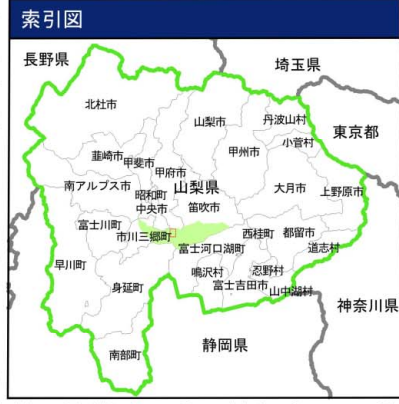 索引図
長野県
埼玉県
北杜市
山梨市
丹波山村
東京都
小菅村
韮崎市
甲斐市
甲州市
甲府市
南アルプス市
山梨県
大月市
上野原市
昭和町
中央市
笛吹市
富士川町
市川三郷町
西桂町
都留市
富士河口湖町
道志村
早川町
鳴沢村
忍野村
身延町
富士吉田市
山中湖村
神奈川県
静岡県
南部町